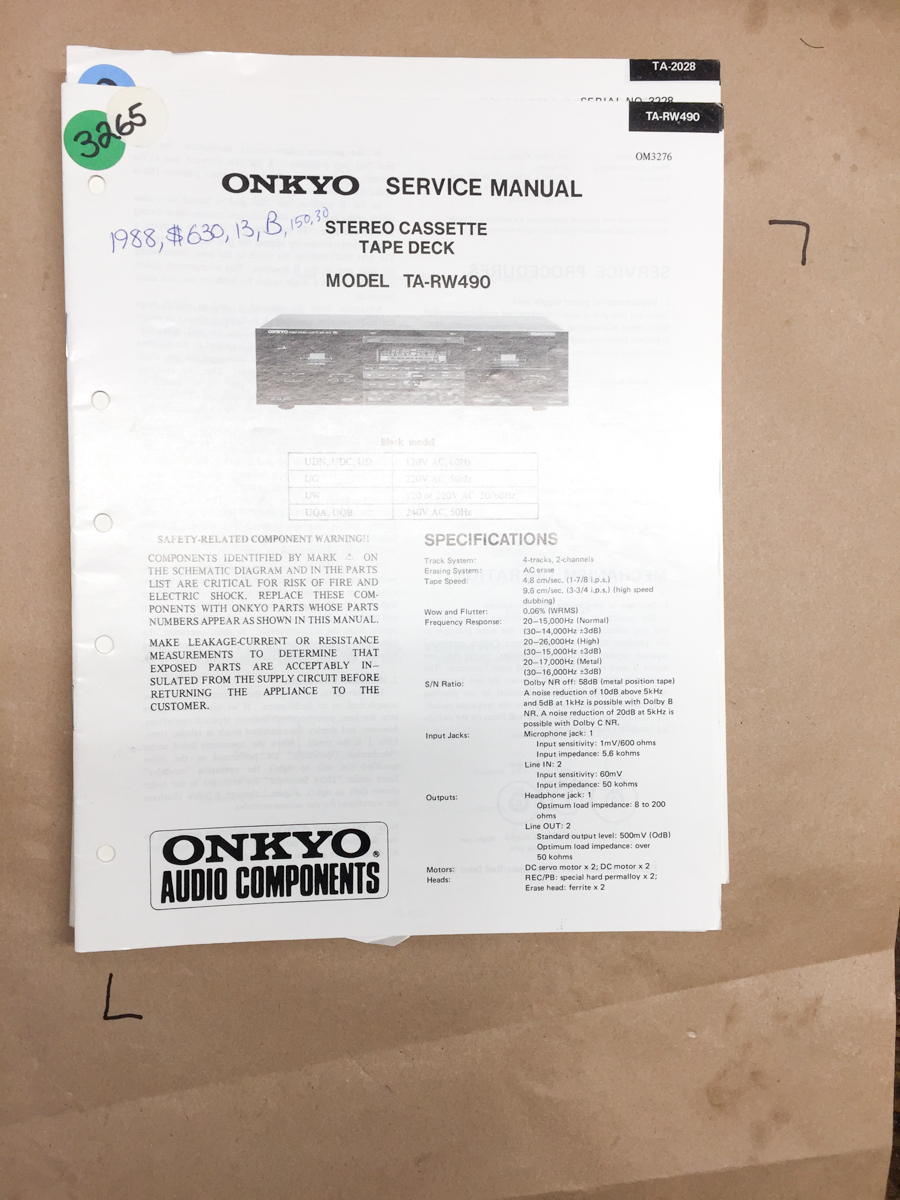 TA-2028
SERIAL NO. 3228
TA-RW490
3265
OM3276
ONKYO SERVICE MANUAL
1988, $630, 13, B, 150, 30
STEREO CASSETTE
TAPE DECK
MODEL TA-RW490
ONKYO
Black model
UDN, UDC, UD 120V AC, 60Hz
UG 220V AC, 50Hz
UW 120 or 220V AC 50/60Hz
UQA, UQB 240V AC, 50Hz
SAFETY-RELATED COMPONENT WARNING!!
COMPONENTS IDENTIFIED BY MARK ⚠ ON
THE SCHEMATIC DIAGRAM AND IN THE PARTS
LIST ARE CRITICAL FOR RISK OF FIRE AND
ELECTRIC SHOCK. REPLACE THESE COM-
PONENTS WITH ONKYO PARTS WHOSE PARTS
NUMBERS APPEAR AS SHOWN IN THIS MANUAL.
MAKE LEAKAGE-CURRENT OR RESISTANCE
MEASUREMENTS TO DETERMINE THAT
EXPOSED PARTS ARE ACCEPTABLY IN-
SULATED FROM THE SUPPLY CIRCUIT BEFORE
RETURNING THE APPLIANCE TO THE
CUSTOMER.
SPECIFICATIONS
Track System: 4-tracks, 2-channels
Erasing System: AC erase
Tape Speed: 4.8 cm/sec. (1-7/8 i.p.s.)
9.6 cm/sec. (3-3/4 i.p.s.) (high speed
dubbing)
Wow and Flutter: 0.06% (WRMS)
Frequency Response: 20–15,000Hz (Normal)
(30–14,000Hz ±3dB)
20–26,000Hz (High)
(30–15,000Hz ±3dB)
20–17,000Hz (Metal)
(30–16,000Hz ±3dB)
S/N Ratio: Dolby NR off: 58dB (metal position tape)
A noise reduction of 10dB above 5kHz
and 5dB at 1kHz is possible with Dolby B
NR. A noise reduction of 20dB at 5kHz is
possible with Dolby C NR.
Input Jacks: Microphone jack: 1
Input sensitivity: 1mV/600 ohms
Input impedance: 5.6 kohms
Line IN: 2
Input sensitivity: 60mV
Input impedance: 50 kohms
Outputs: Headphone jack: 1
Optimum load impedance: 8 to 200
ohms
Line OUT: 2
Standard output level: 500mV (OdB)
Optimum load impedance: over
50 kohms
Motors: DC servo motor x 2; DC motor x 2
Heads: REC/PB: special hard permalloy x 2;
Erase head: ferrite x 2
ONKYO®
AUDIO COMPONENTS